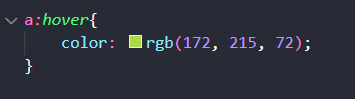 a:hover{
    color: rgb(172, 215, 72);
}